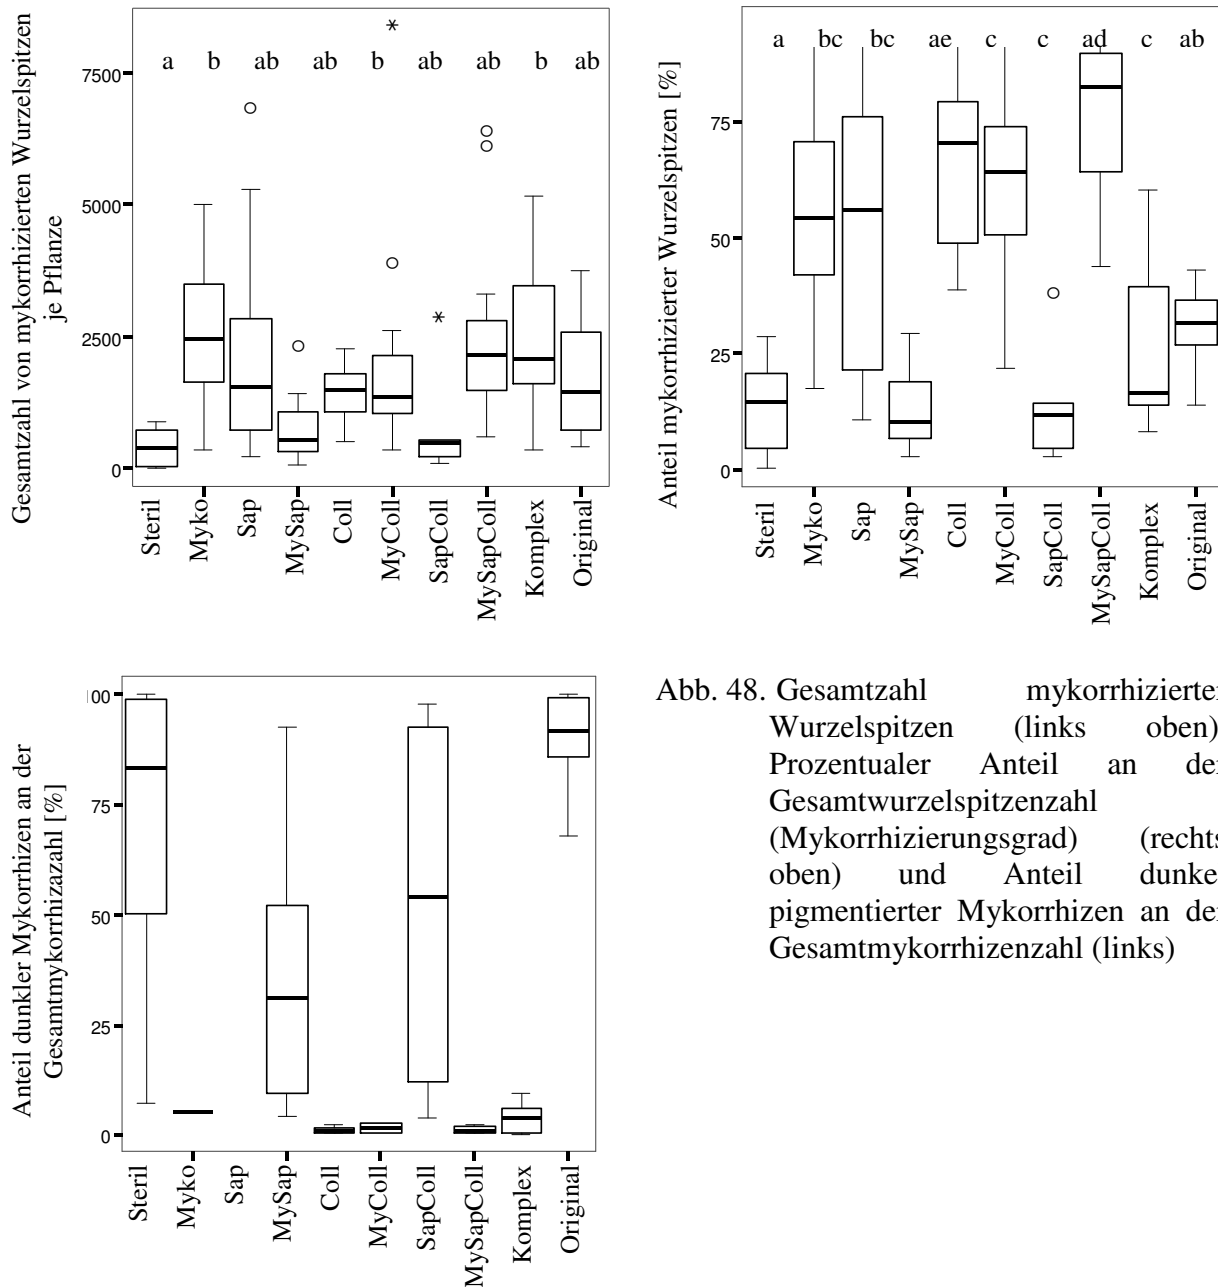 Gesamtzahl von mykorrhizierten Wurzelspitzen
je Pflanze
7500
5000
2500
0
a b ab ab b ab ab b ab
Steril
Myko
Sap
MySap
Coll
MyColl
SapColl
MySapColl
Komplex
Original
Anteil mykorrhizierter Wurzelspitzen [%]
75
50
25
0
a bc bc ae c c ad c ab
Steril
Myko
Sap
MySap
Coll
MyColl
SapColl
MySapColl
Komplex
Original
Anteil dunkler Mykorrhizen an der
Gesamtmykorrhizazahl [%]
100
75
50
25
0
Steril
Myko
Sap
MySap
Coll
MyColl
SapColl
MySapColl
Komplex
Original
Abb. 48. Gesamtzahl mykorrhizierter
Wurzelspitzen (links oben)
Prozentualer Anteil an der
Gesamtwurzelspitzenzahl
(Mykorrhizierungsgrad) (rechts
oben) und Anteil dunkel
pigmentierter Mykorrhizen an der
Gesamtmykorrhizenzahl (links)